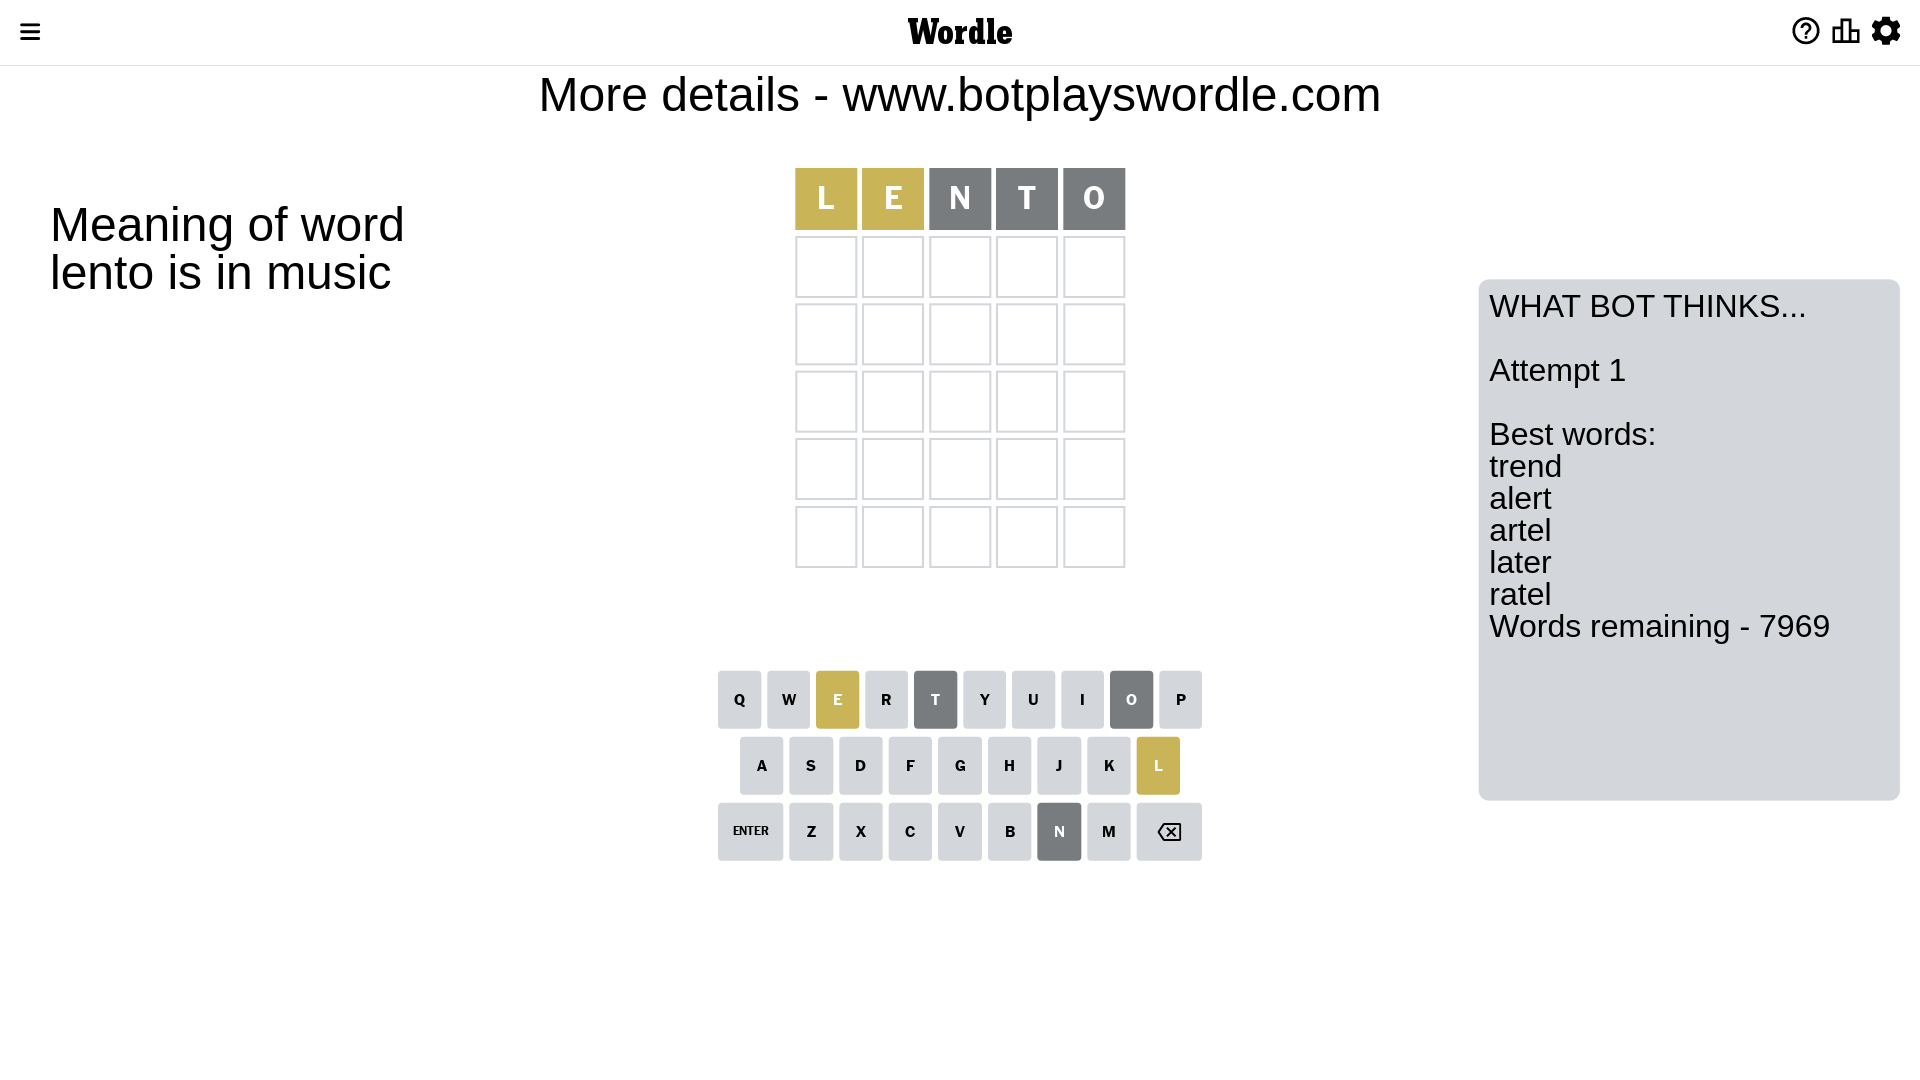 Wordle
More details - www.botplayswordle.com
Meaning of word
lento is in music
L E N T O
WHAT BOT THINKS...
Attempt 1
Best words:
trend
alert
artel
later
ratel
Words remaining - 7969
Q W E R T Y U I O P
A S D F G H J K L
ENTER Z X C V B N M